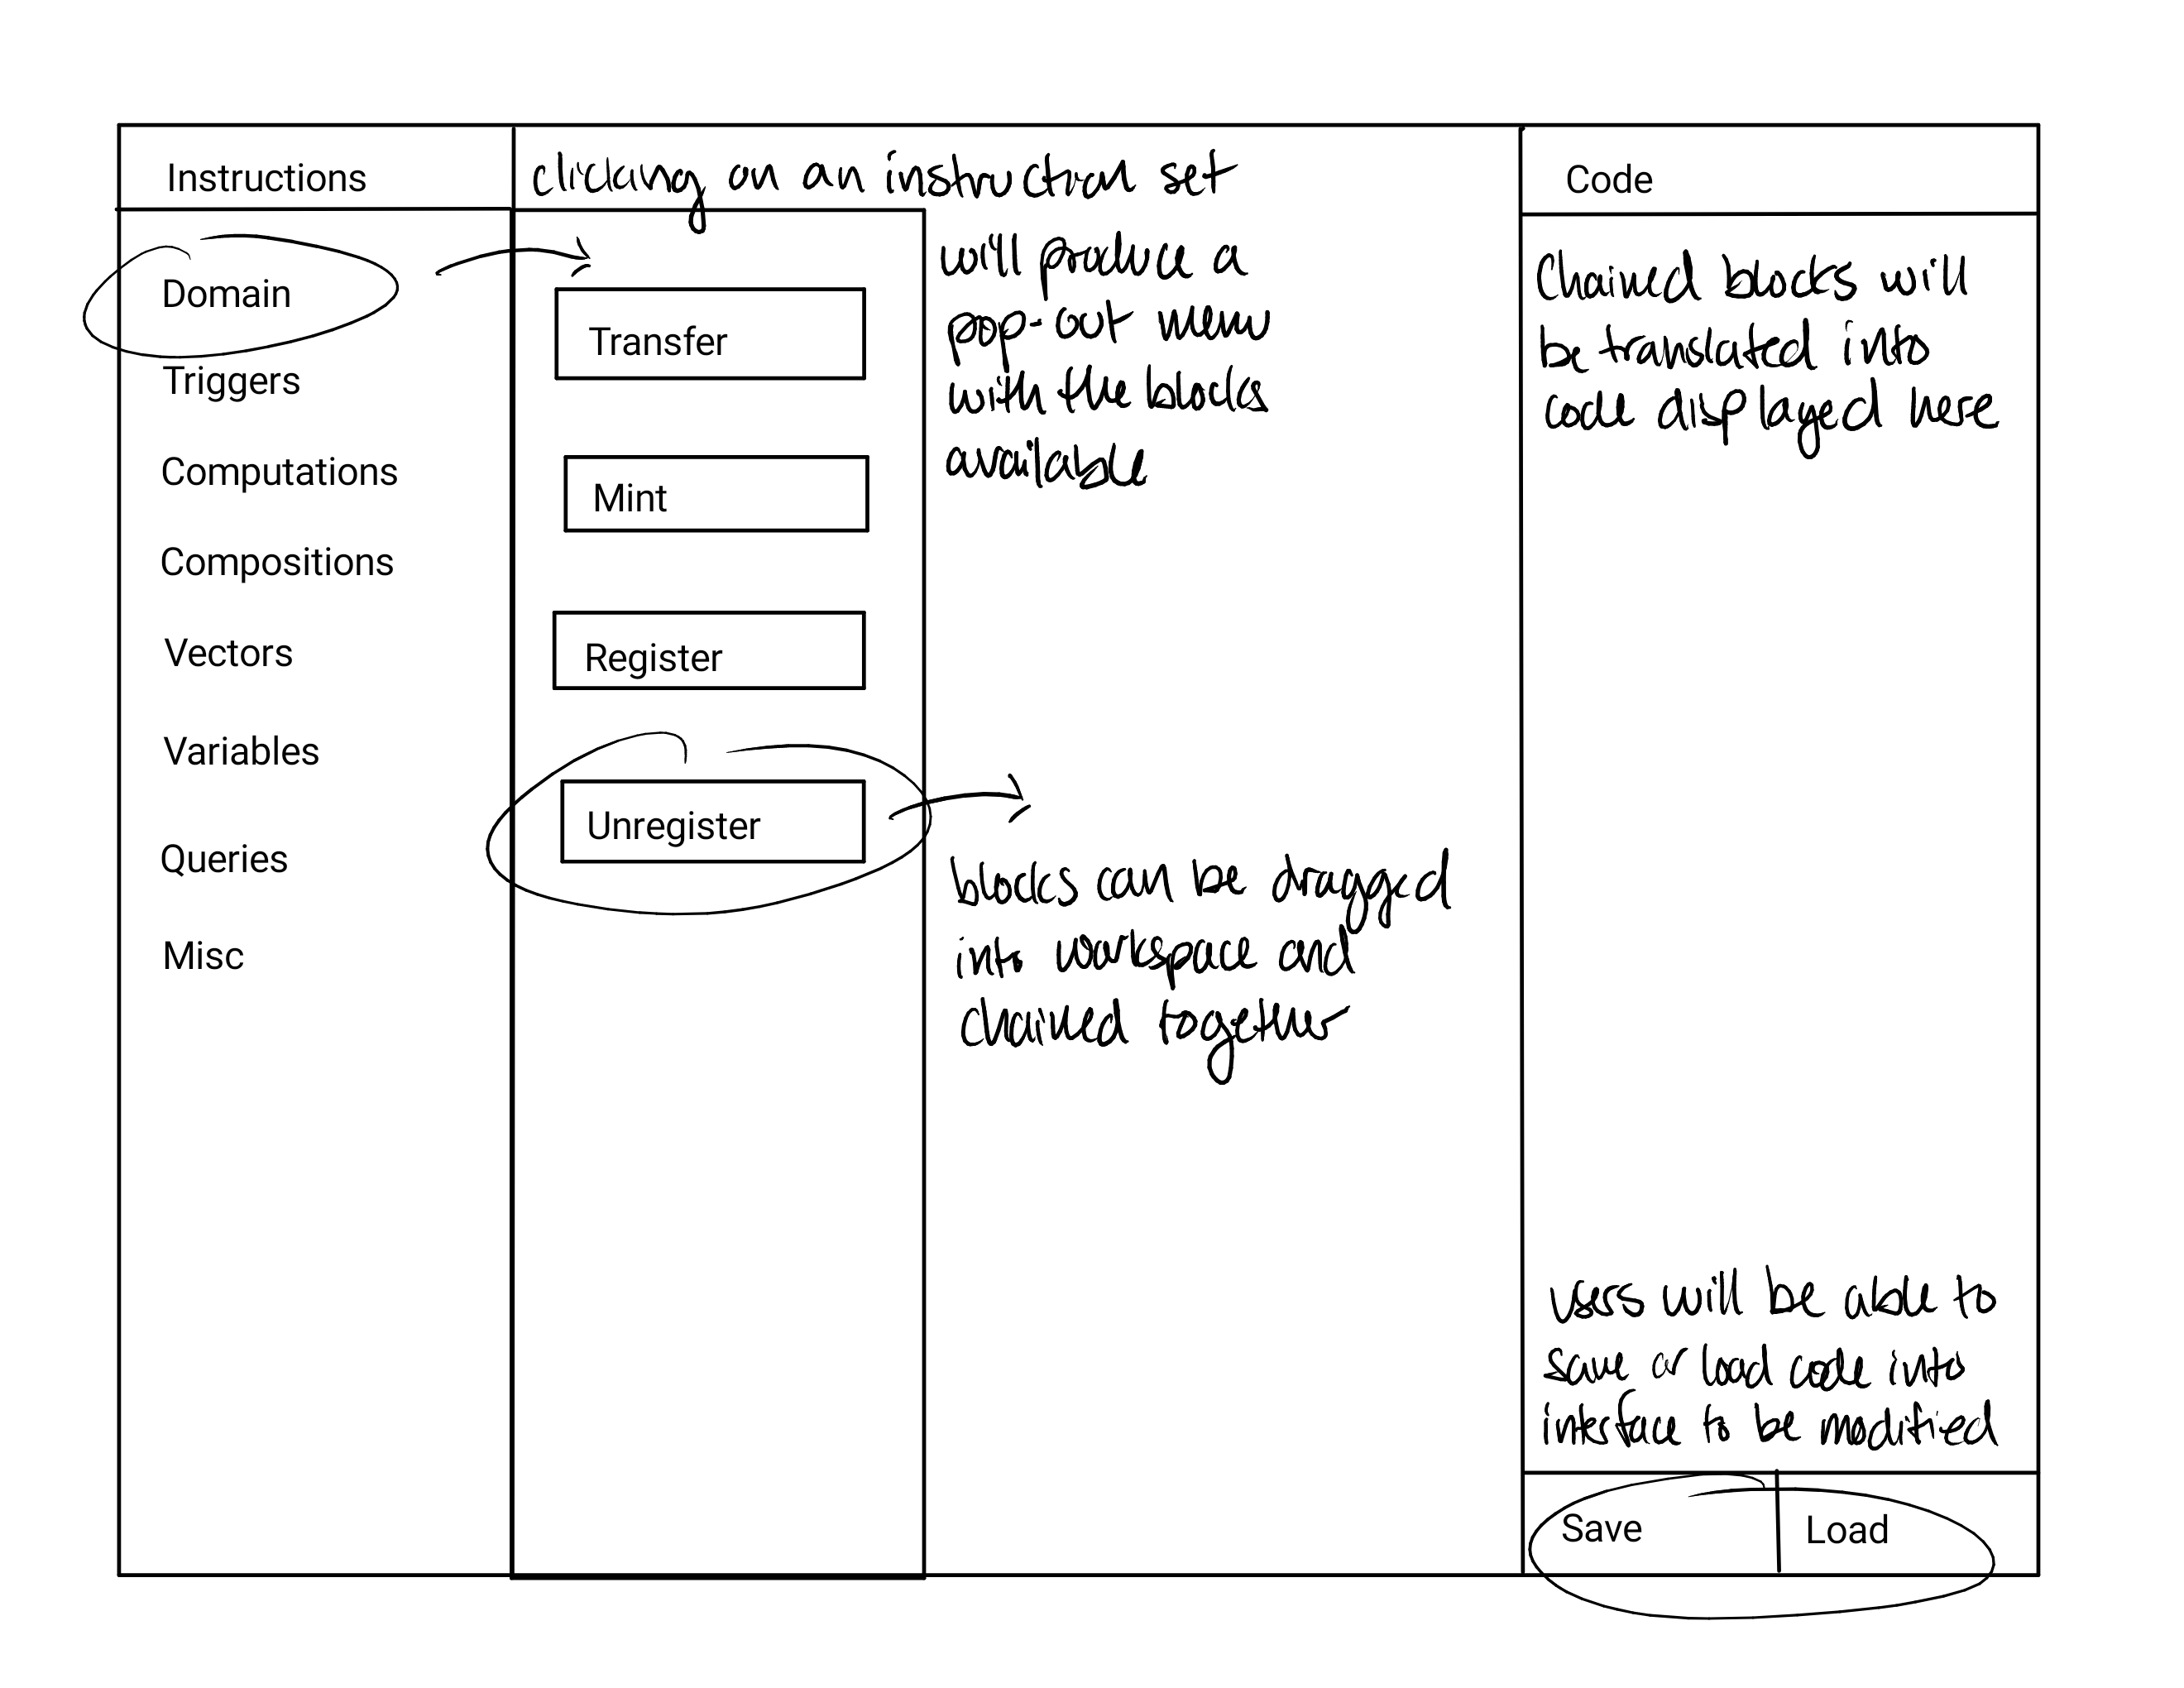 Instructions
Domain
Triggers
Computations
Compositions
Vectors
Variables
Queries
Misc
clicking on an instruction set
will produce a
pop-out menu
with the blocks
available
Transfer
Mint
Register
Unregister
blocks can be dragged
into workspace and
chained together
Code
Chained blocks will
be translated into
code displayed here
users will be able to
save or load code into
interface to be modified
Save
Load